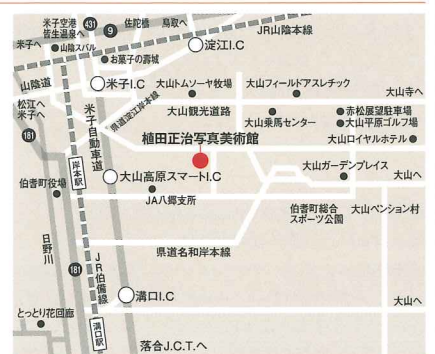 米子空港
皆生温泉へ
431
9
佐陀橋
鳥取へ
JR山陰本線
米子へ
山陰スバル
お菓子の壽城
淀江I.C
山陰道
米子I.C
大山トムソーヤ牧場
大山フィールドアスレチック
大山寺へ
松江へ
米子へ
県道淀江岸本線
大山観光道路
大山乗馬センター
赤松展望駐車場
大山平原ゴルフ場
181
米子自動車道
植田正治写真美術館
大山ロイヤルホテル
岸本駅
大山高原スマートI.C
大山ガーデンプレイス
大山へ
伯耆町役場
JA八郷支所
伯耆町総合
スポーツ公園
大山ペンション村
日野川
県道名和岸本線
181
JR伯備線
溝口I.C
大山へ
とっとり花回廊
溝口駅
落合J.C.T.へ